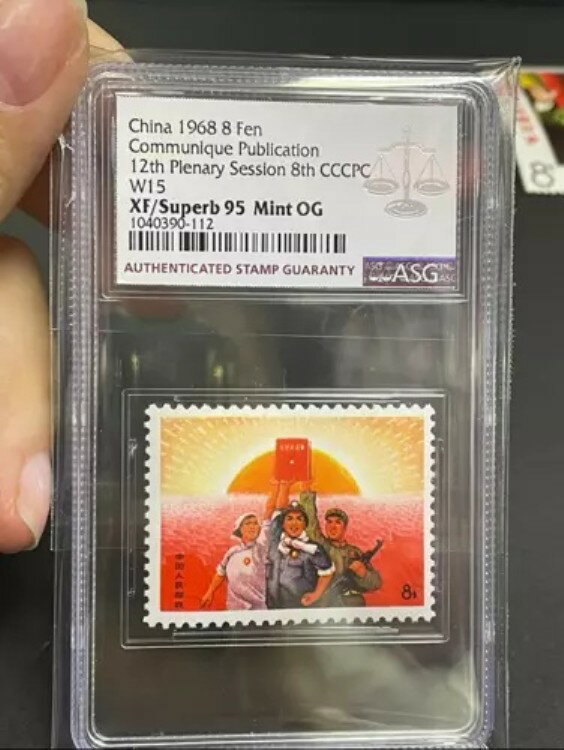 China 1968 8 Fen
Communique Publication
12th Plenary Session 8th CCCPC
W15
XF/Superb 95 Mint OG
1040390-112
AUTHENTICATED STAMP GUARANTY
ASG
中国人民邮政
8分